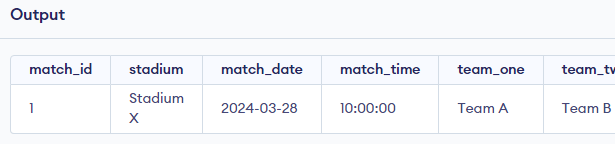 Output
match_id stadium match_date match_time team_one team_tw
1 Stadium X 2024-03-28 10:00:00 Team A Team B